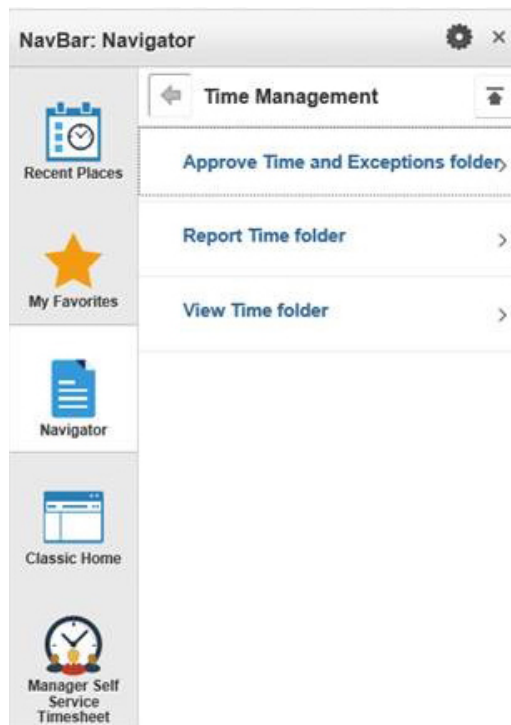 NavBar: Navigator
Time Management
Recent Places
Approve Time and Exceptions folder
Report Time folder
My Favorites
View Time folder
Navigator
Classic Home
Manager Self
Service
Timesheet